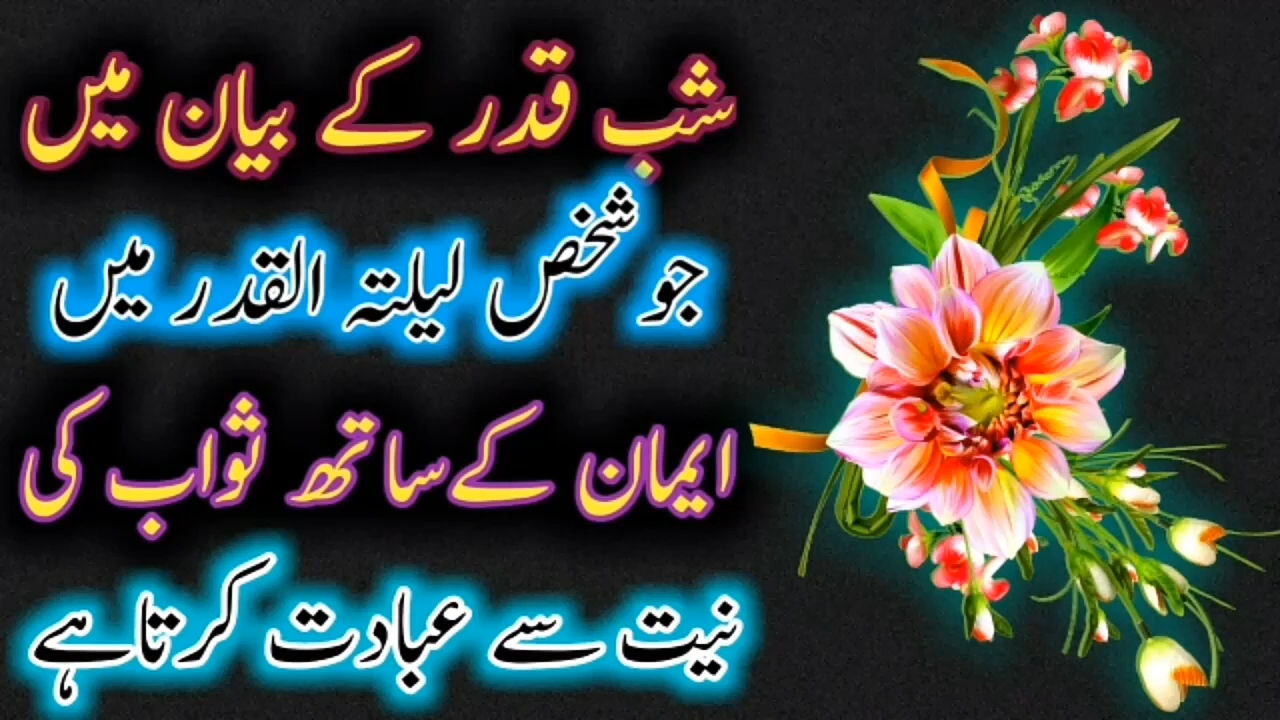 شب قدر کے بیان میں
جو شخص لیلتہ القدر میں
ایمان کے ساتھ ثواب کی
نیت سے عبادت کرتا ہے